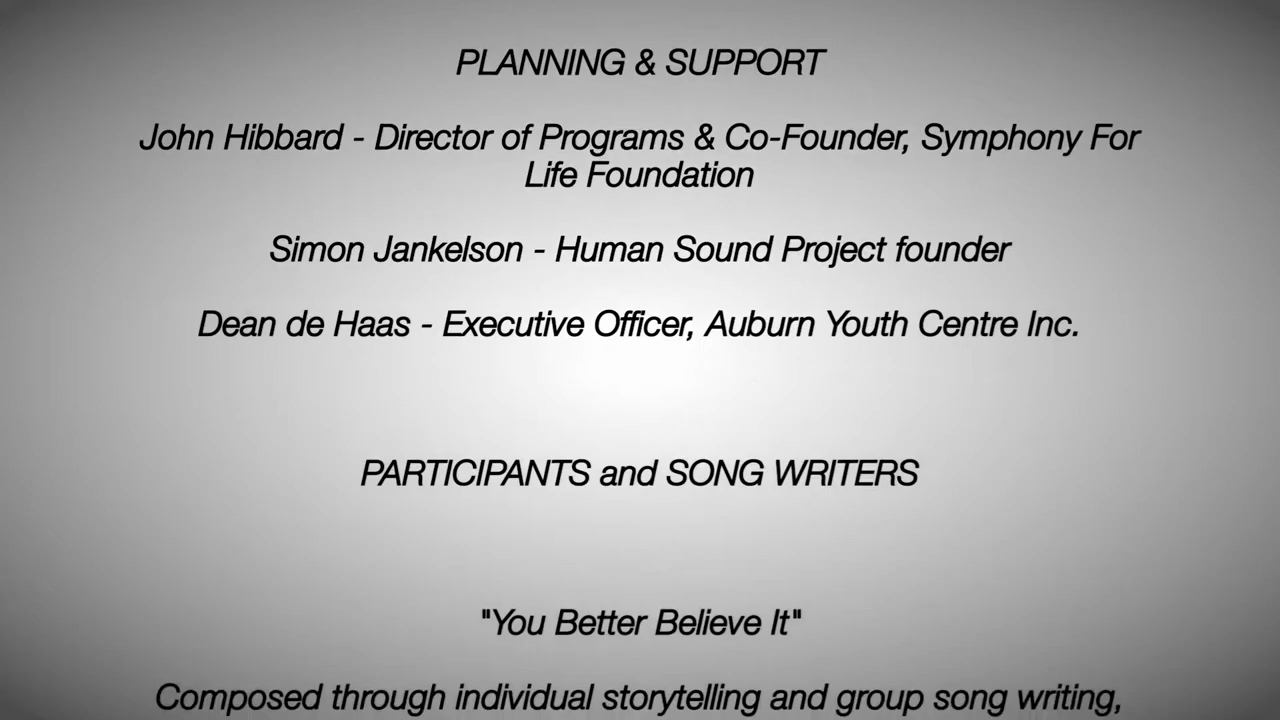 PLANNING & SUPPORT
John Hibbard - Director of Programs & Co-Founder, Symphony For
Life Foundation
Simon Jankelson - Human Sound Project founder
Dean de Haas - Executive Officer, Auburn Youth Centre Inc.
PARTICIPANTS and SONG WRITERS
"You Better Believe It"
Composed through individual storytelling and group song writing,